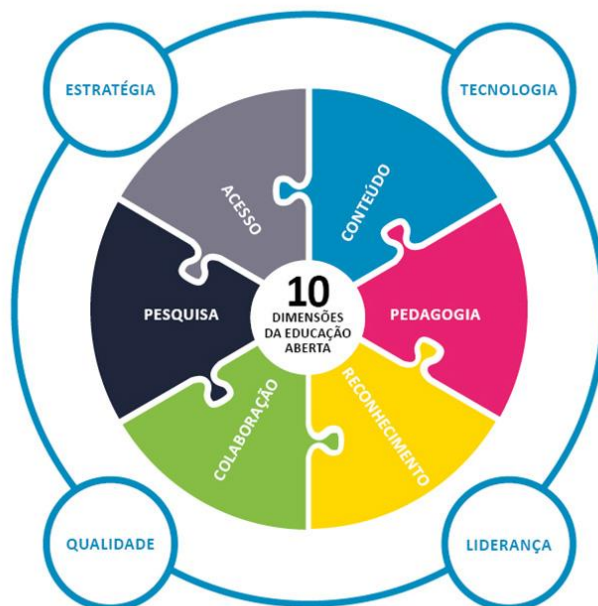 ESTRATÉGIA
TECNOLOGIA
ACESSO
CONTEÚDO
PESQUISA
10
DIMENSÕES
DA EDUCAÇÃO
ABERTA
PEDAGOGIA
COLABORAÇÃO
RECONHECIMENTO
QUALIDADE
LIDERANÇA